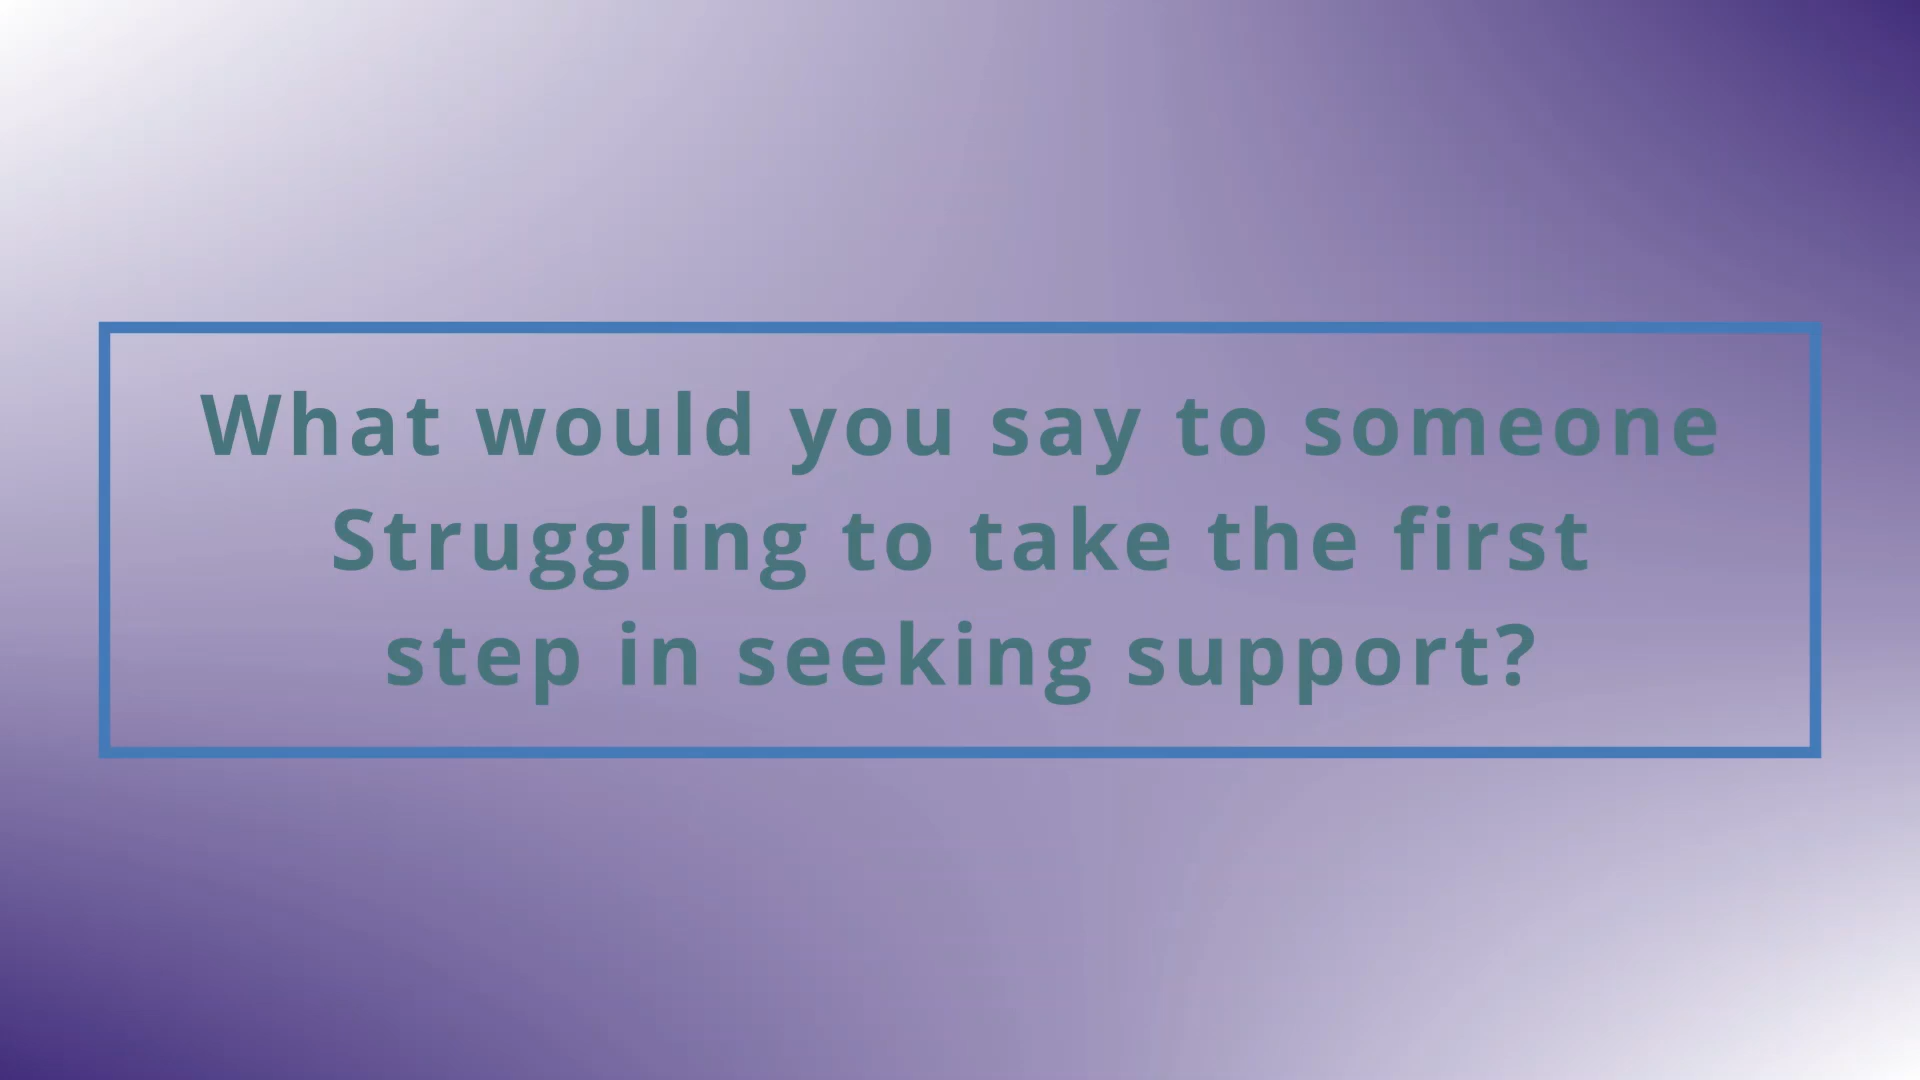 What would you say to someone
Struggling to take the first
step in seeking support?